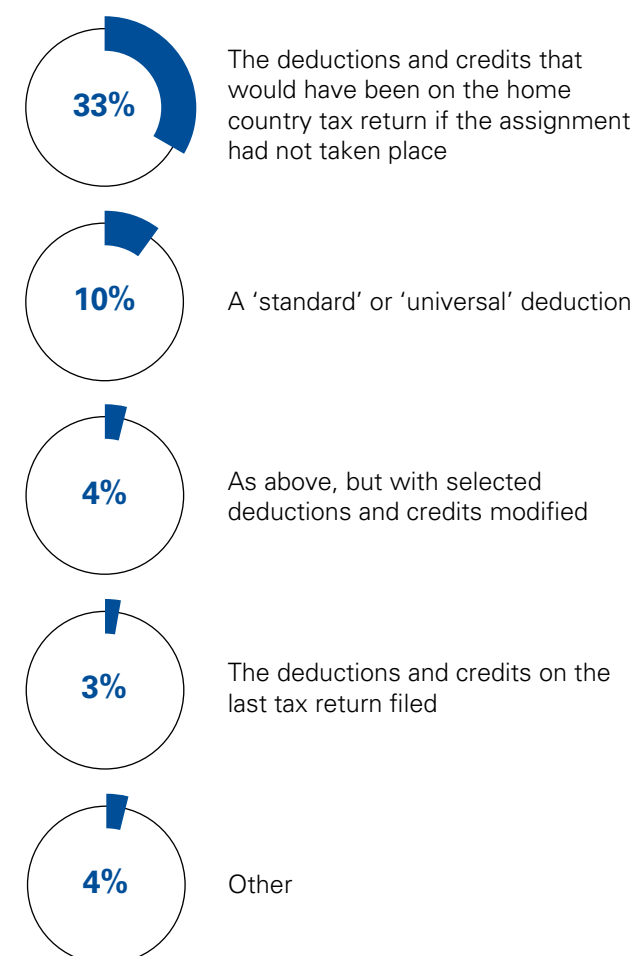 33%
The deductions and credits that
would have been on the home
country tax return if the assignment
had not taken place
10%
A ‘standard’ or ‘universal’ deduction
4%
As above, but with selected
deductions and credits modified
3%
The deductions and credits on the
last tax return filed
4%
Other